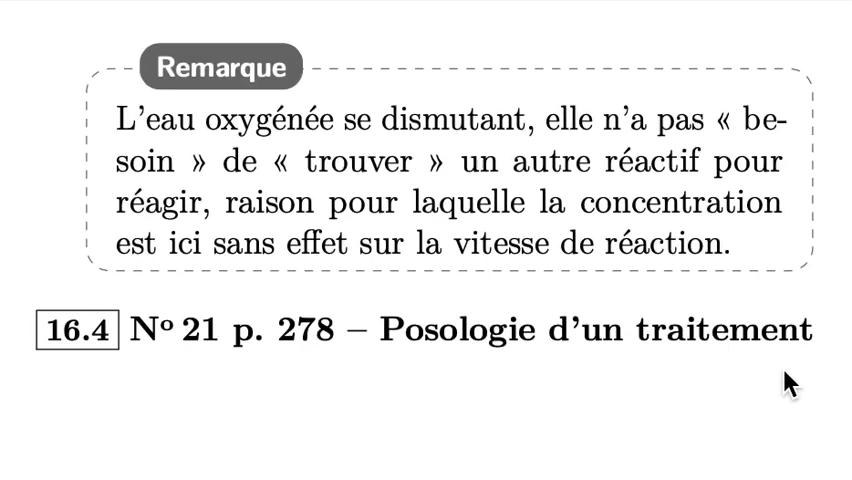 Remarque
L'eau oxygénée se dismutant, elle n'a pas « be-
soin » de « trouver » un autre réactif pour
réagir, raison pour laquelle la concentration
est ici sans effet sur la vitesse de réaction.
16.4 Nº 21 p. 278 – Posologie d'un traitement